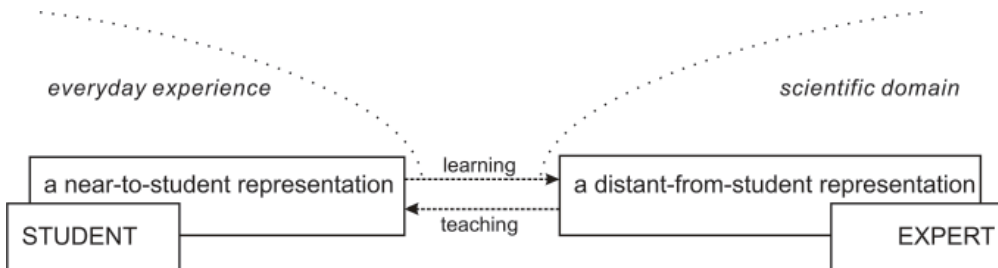 everyday experience
scientific domain
learning
a near-to-student representation
a distant-from-student representation
teaching
STUDENT
EXPERT